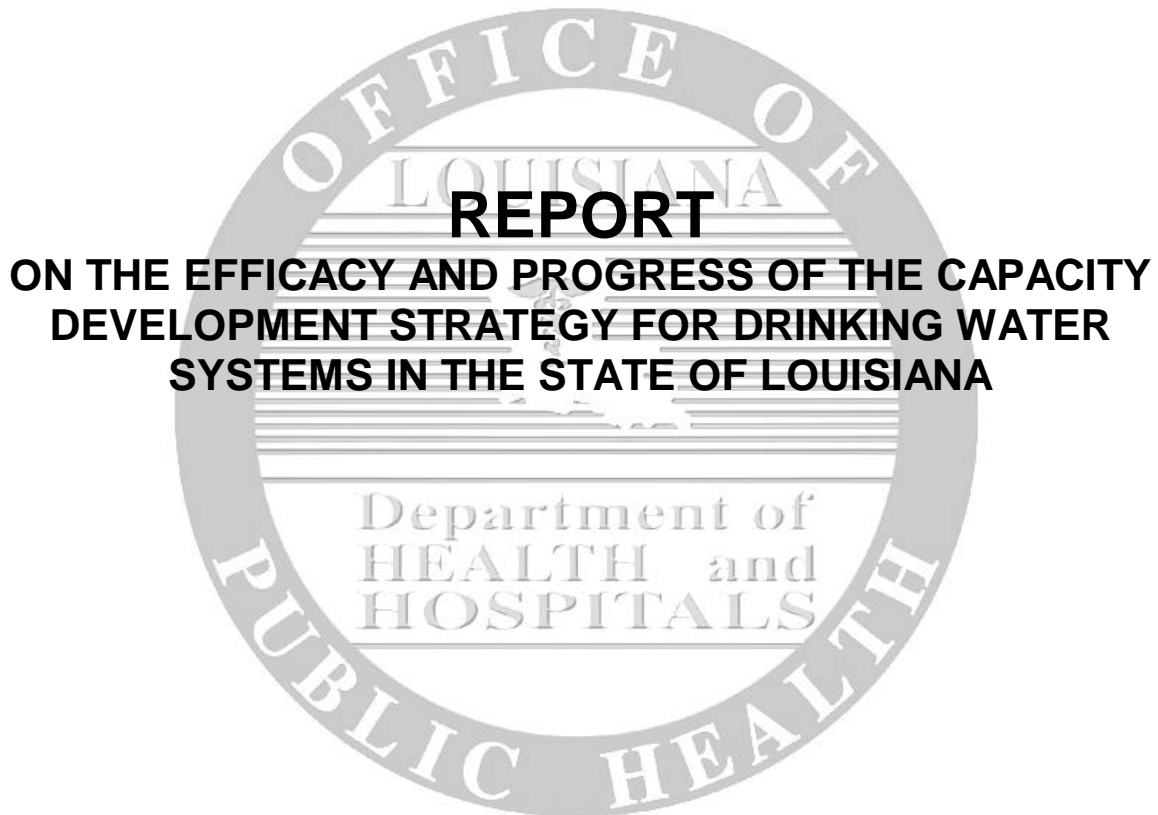 OFFICE OF
LOUISIANA
REPORT
ON THE EFFICACY AND PROGRESS OF THE CAPACITY
DEVELOPMENT STRATEGY FOR DRINKING WATER
SYSTEMS IN THE STATE OF LOUISIANA
Department of
HEALTH and
HOSPITALS
PUBLIC HEALTH